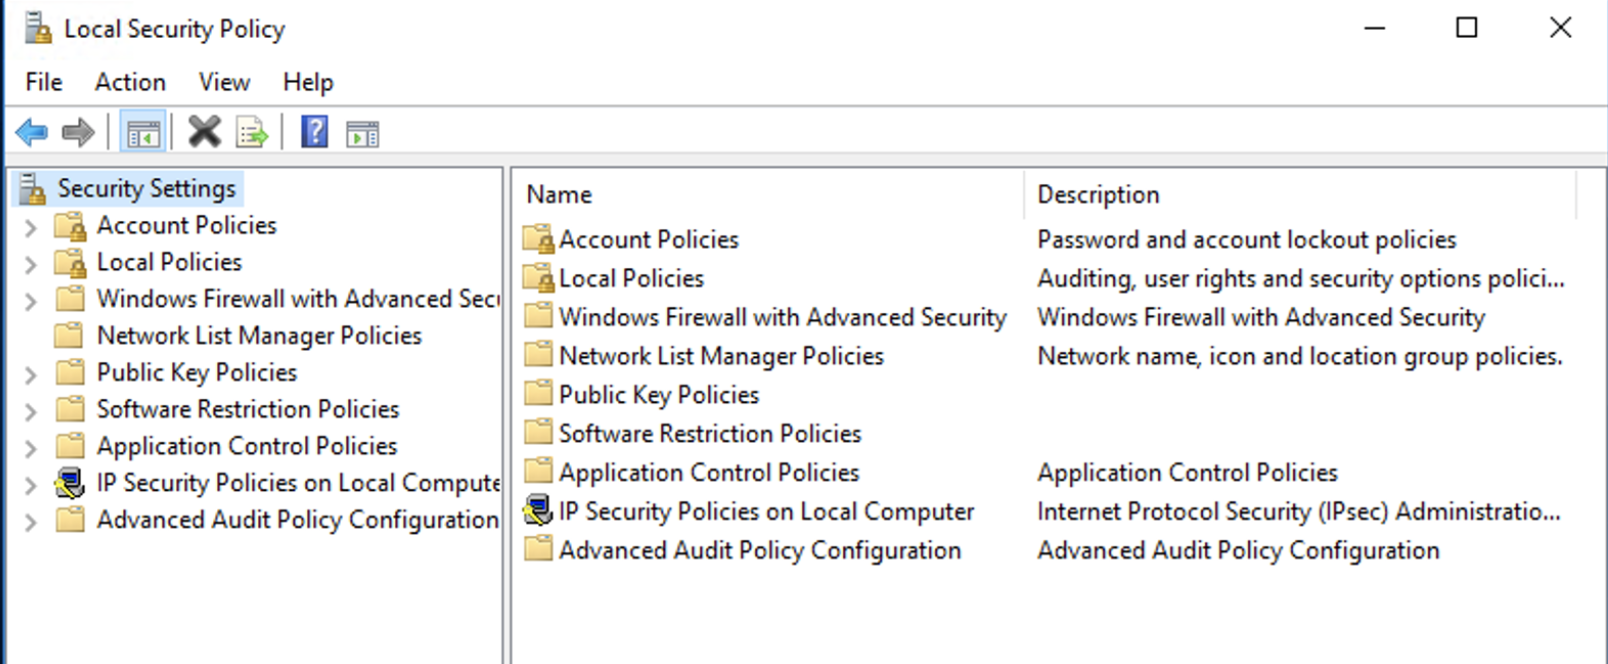 Local Security Policy
File Action View Help
Security Settings
Account Policies
Local Policies
Windows Firewall with Advanced Secu
Network List Manager Policies
Public Key Policies
Software Restriction Policies
Application Control Policies
IP Security Policies on Local Compute
Advanced Audit Policy Configuration
Name Description
Account Policies Password and account lockout policies
Local Policies Auditing, user rights and security options polici...
Windows Firewall with Advanced Security Windows Firewall with Advanced Security
Network List Manager Policies Network name, icon and location group policies.
Public Key Policies
Software Restriction Policies
Application Control Policies Application Control Policies
IP Security Policies on Local Computer Internet Protocol Security (IPsec) Administratio...
Advanced Audit Policy Configuration Advanced Audit Policy Configuration